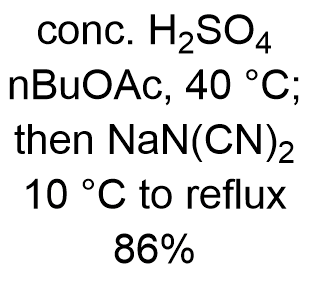 conc. H₂SO₄
nBuOAc, 40 °C;
then NaN(CN)₂
10 °C to reflux
86%